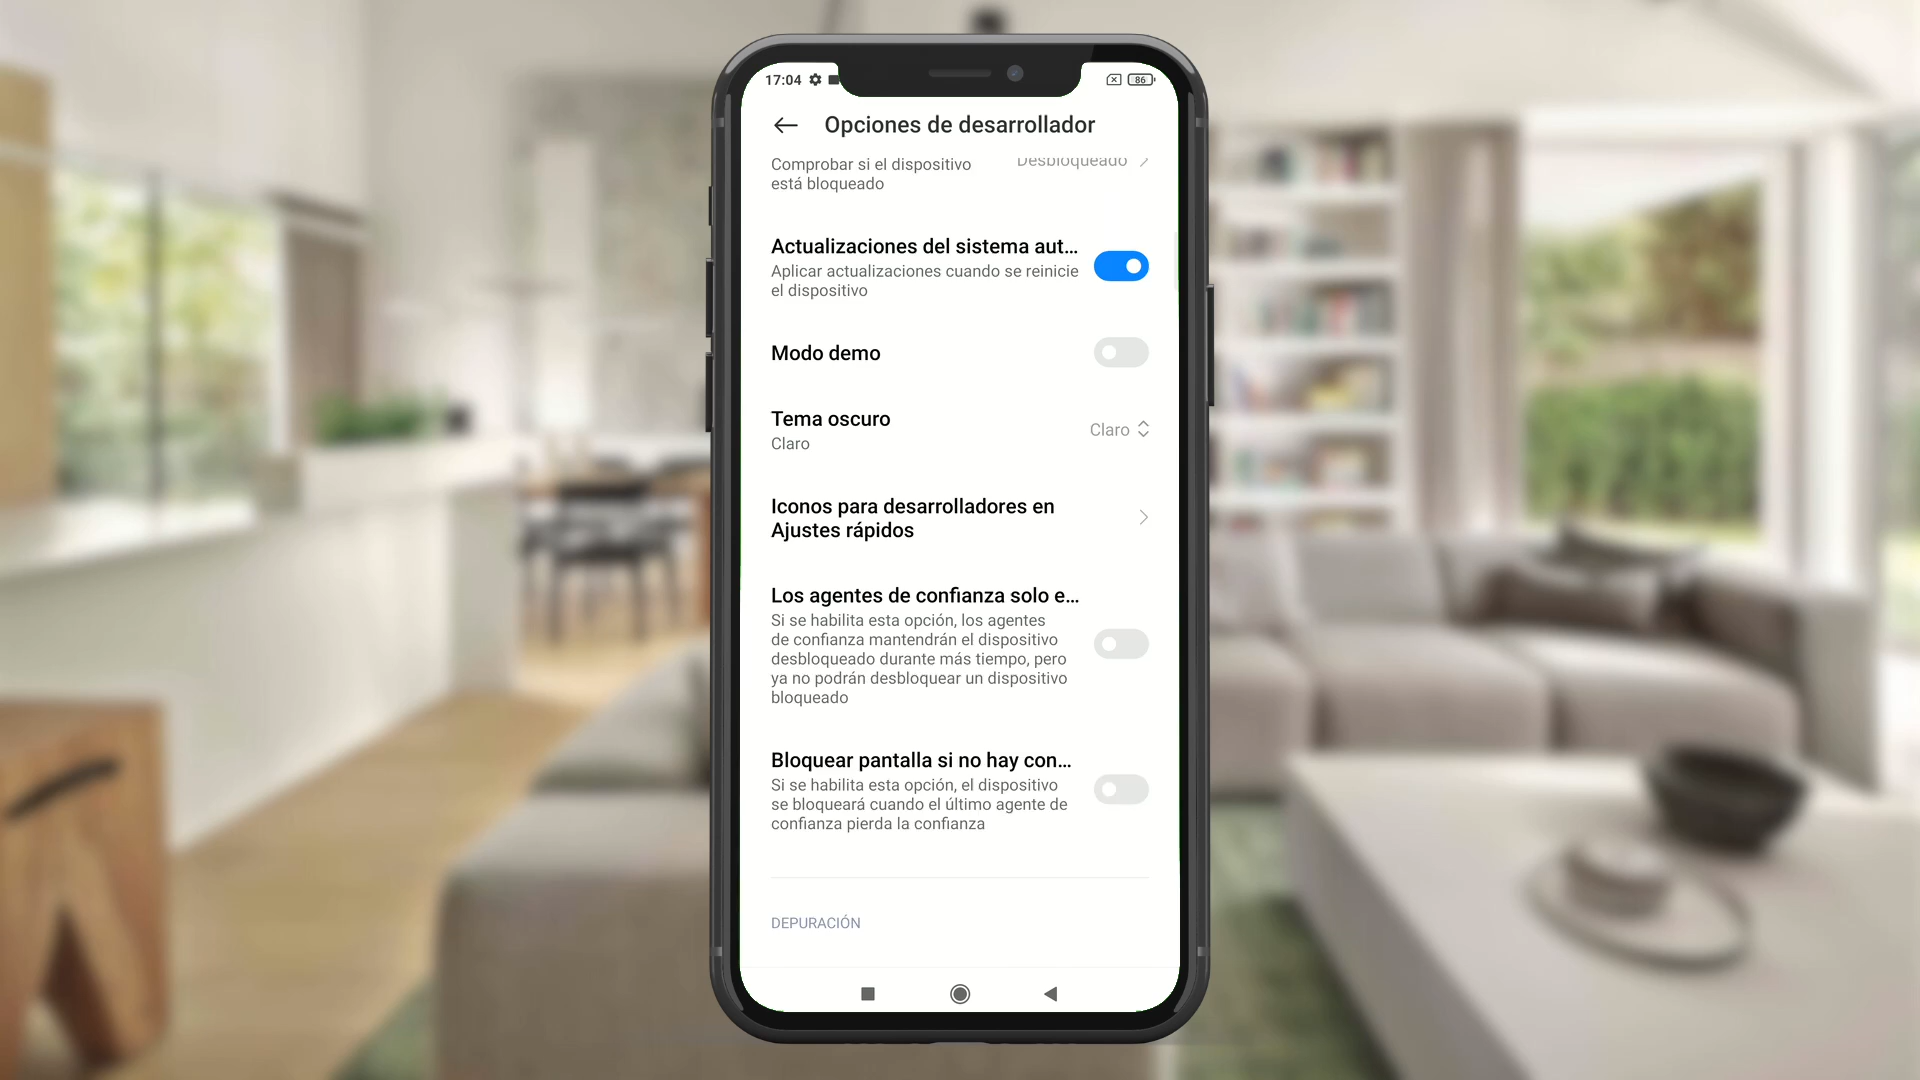 17:04
86
Opciones de desarrollador
Comprobar si el dispositivo
está bloqueado
Desbloqueado
Actualizaciones del sistema aut...
Aplicar actualizaciones cuando se reinicie
el dispositivo
Modo demo
Tema oscuro
Claro
Claro
Iconos para desarrolladores en
Ajustes rápidos
Los agentes de confianza solo e...
Si se habilita esta opción, los agentes
de confianza mantendrán el dispositivo
desbloqueado durante más tiempo, pero
ya no podrán desbloquear un dispositivo
bloqueado
Bloquear pantalla si no hay con...
Si se habilita esta opción, el dispositivo
se bloqueará cuando el último agente de
confianza pierda la confianza
DEPURACIÓN